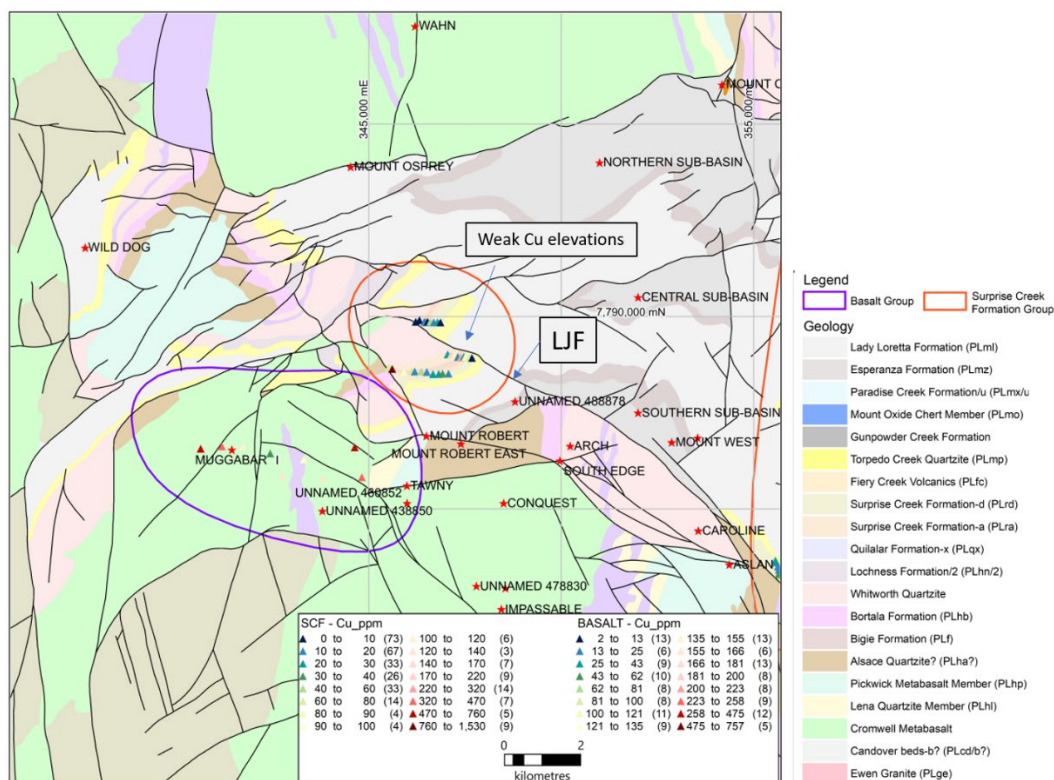 WAHN
345,000 mE
355,000 mE
MOUNT O
MOUNT OSPREY
NORTHERN SUB-BASIN
Weak Cu elevations
WILD DOG
CENTRAL SUB-BASIN
7,790,000 mN
LJF
UNNAMED 488878
SOUTHERN SUB-BASIN
MOUNT ROBERT
MOUNT ROBERT EAST
ARCH
MOUNT WEST
MUGGABAR I
SOUTH EDGE
UNNAMED 460852
TAWNY
UNNAMED 438850
CONQUEST
CAROLINE
ASLAN
UNNAMED 478830
IMPASSABLE
SCF - Cu_ppm
0 to 10 (73) 100 to 120 (6)
10 to 20 (67) 120 to 140 (3)
20 to 30 (33) 140 to 170 (7)
30 to 40 (26) 170 to 220 (9)
40 to 60 (33) 220 to 320 (14)
60 to 80 (14) 320 to 470 (7)
80 to 90 (4) 470 to 760 (5)
90 to 100 (4) 760 to 1,530 (9)
BASALT - Cu_ppm
2 to 13 (13) 135 to 155 (13)
13 to 25 (6) 155 to 166 (6)
25 to 43 (9) 166 to 181 (13)
43 to 62 (10) 181 to 200 (8)
62 to 81 (8) 200 to 223 (8)
81 to 100 (8) 223 to 258 (9)
100 to 121 (11) 258 to 475 (12)
121 to 135 (9) 475 to 757 (5)
0 2
kilometres
Legend
Basalt Group
Surprise Creek
Formation Group
Geology
Lady Loretta Formation (PLml)
Esperanza Formation (PLmz)
Paradise Creek Formation/u (PLmx/u
Mount Oxide Chert Member (PLmo)
Gunpowder Creek Formation
Torpedo Creek Quartzite (PLmp)
Fiery Creek Volcanics (PLfc)
Surprise Creek Formation-d (PLrd)
Surprise Creek Formation-a (PLra)
Quilalar Formation-x (PLqx)
Lochness Formation/2 (PLhn/2)
Whitworth Quartzite
Bortala Formation (PLhb)
Bigie Formation (PLf)
Alsace Quartzite? (PLha?)
Pickwick Metabasalt Member (PLhp)
Lena Quartzite Member (PLhl)
Cromwell Metabasalt
Candover beds-b? (PLcd/b?)
Ewen Granite (PLge)